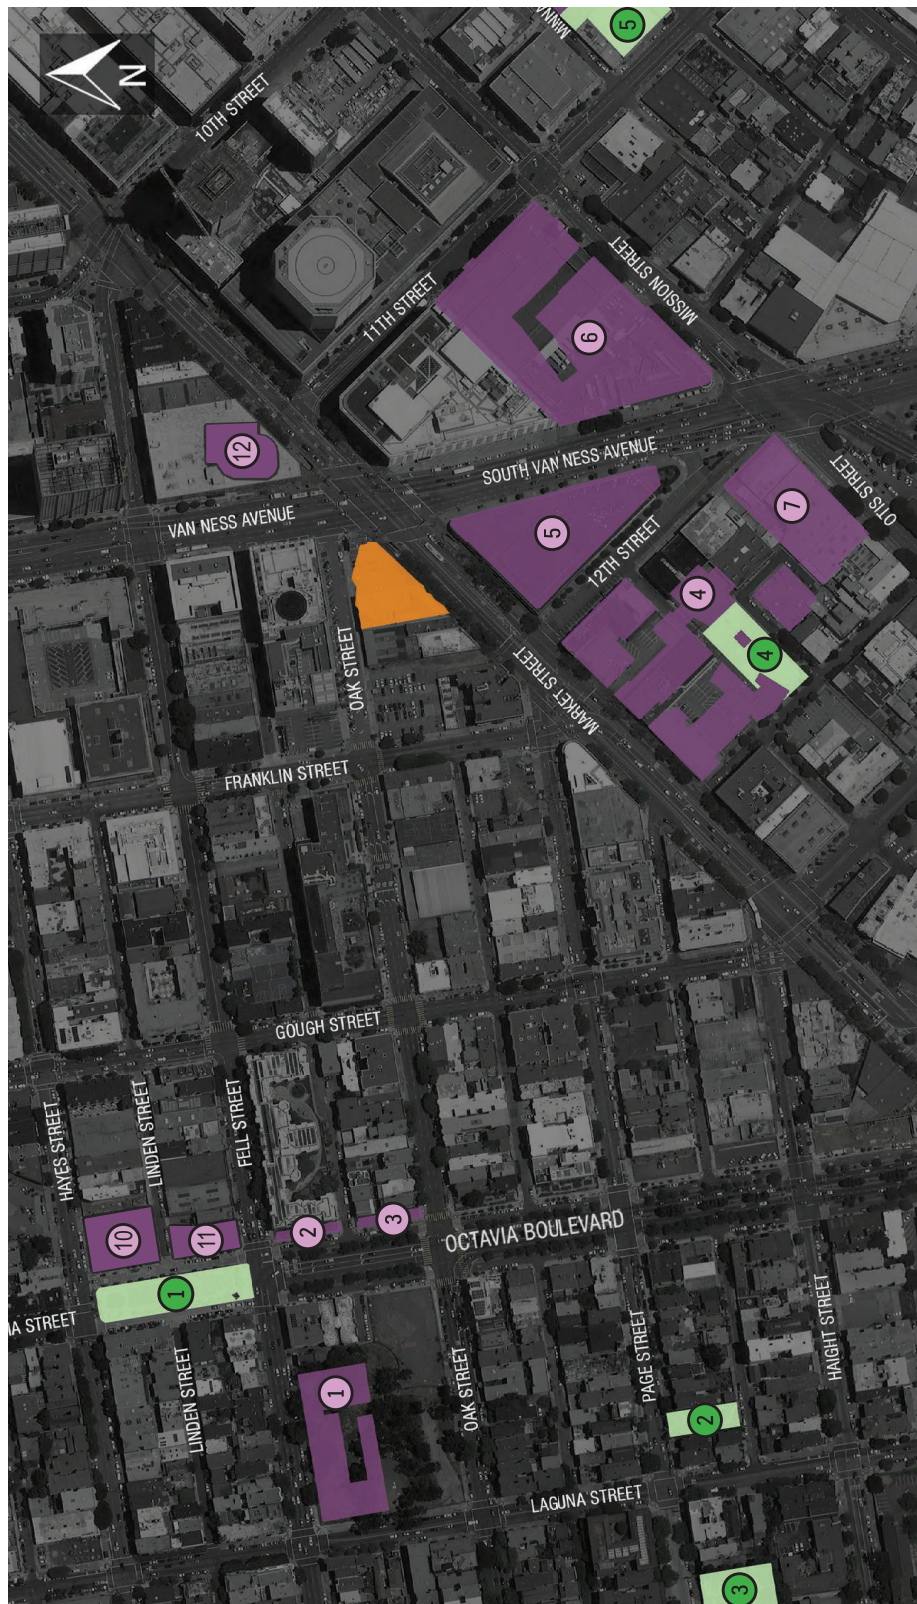 MINNA
5
N
10TH STREET
11TH STREET
MISSION STREET
6
12
SOUTH VAN NESS AVENUE
VAN NESS AVENUE
OTIS STREET
7
5
12TH STREET
4
4
OAK STREET
MARKET STREET
FRANKLIN STREET
GOUGH STREET
HAYES STREET
LINDEN STREET
FELL STREET
10
11
2
3
OCTAVIA BOULEVARD
1
IA STREET
LINDEN STREET
1
OAK STREET
PAGE STREET
HAIGHT STREET
2
LAGUNA STREET
3